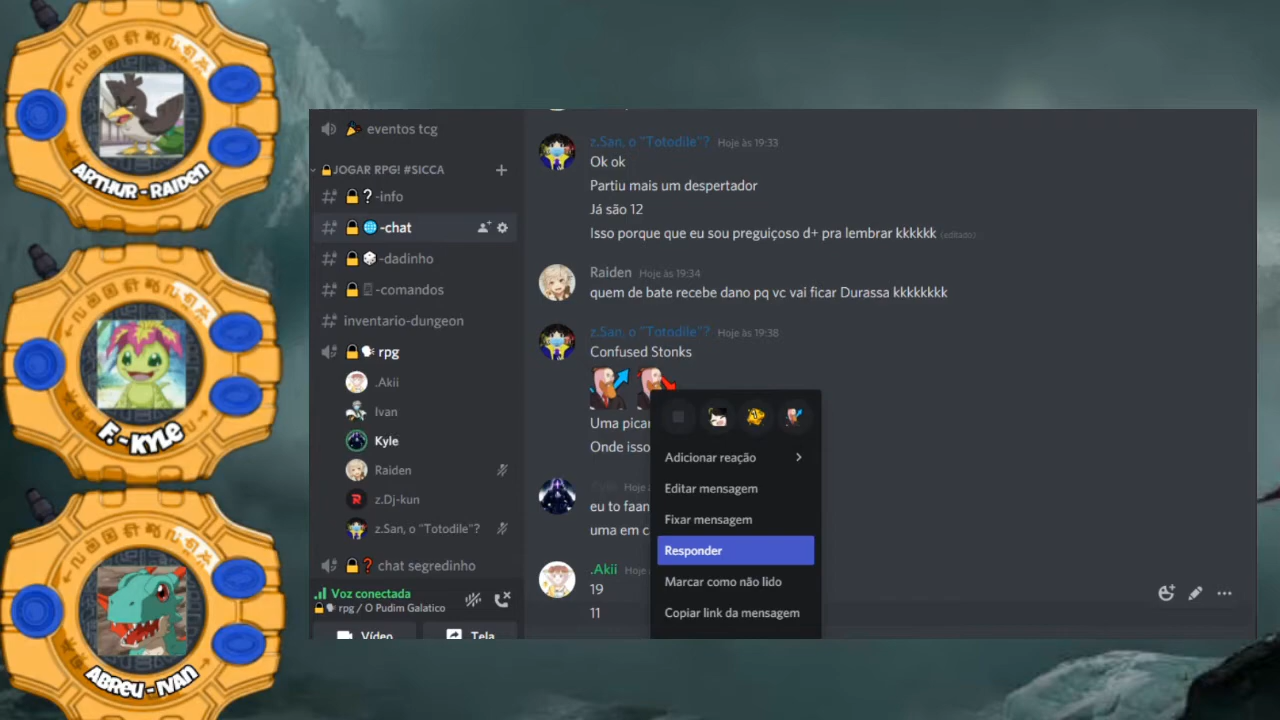 ARTHUR - RAIDEN
F. - KYLE
ABREU - IVAN
eventos tcg
JOGAR RPG! #SICCA
-info
-chat
-dadinho
-comandos
inventario-dungeon
rpg
.Akii
Ivan
Kyle
Raiden
z.Dj-kun
z.San, o "Totodile"?
chat segredinho
Voz conectada
rpg / O Pudim Galatico
Vídeo
Tela
z.San, o "Totodile"? Hoje às 19:33
Ok ok
Partiu mais um despertador
Já são 12
Isso porque que eu sou preguiçoso d+ pra lembrar kkkkkk (editado)
Raiden Hoje às 19:34
quem de bate recebe dano pq vc vai ficar Durassa kkkkkkkk
z.San, o "Totodile"? Hoje às 19:38
Confused Stonks
Uma pica
Onde isso
Hoje
eu to faa
uma em c
.Akii Hoje
19
11
Adicionar reação
Editar mensagem
Fixar mensagem
Responder
Marcar como não lido
Copiar link da mensagem